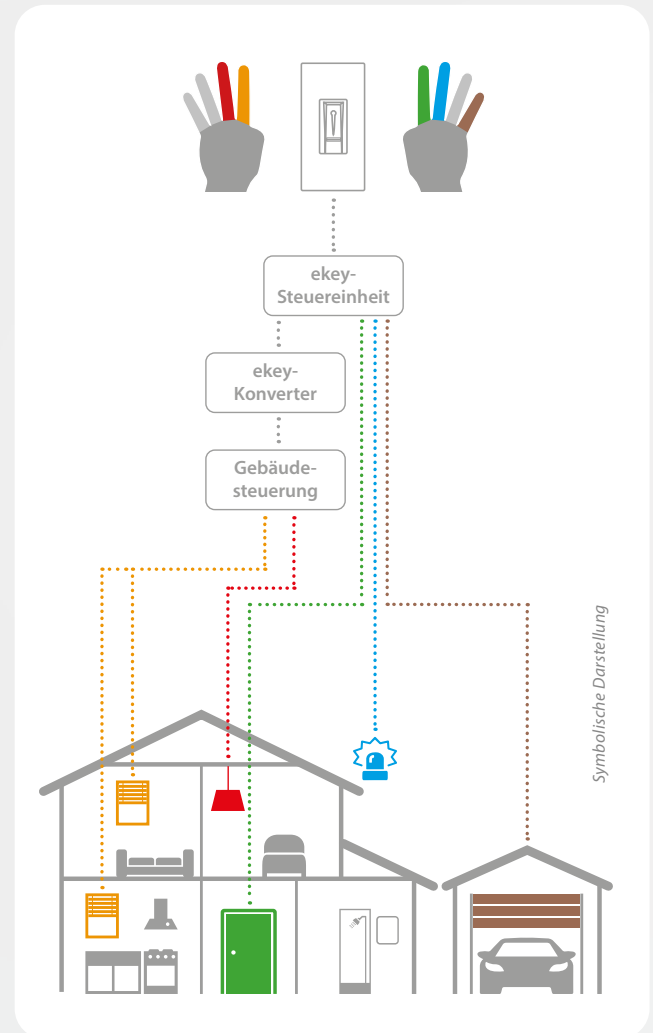 ekey-
Steuereinheit
ekey-
Konverter
Gebäude-
steuerung
Symbolische Darstellung